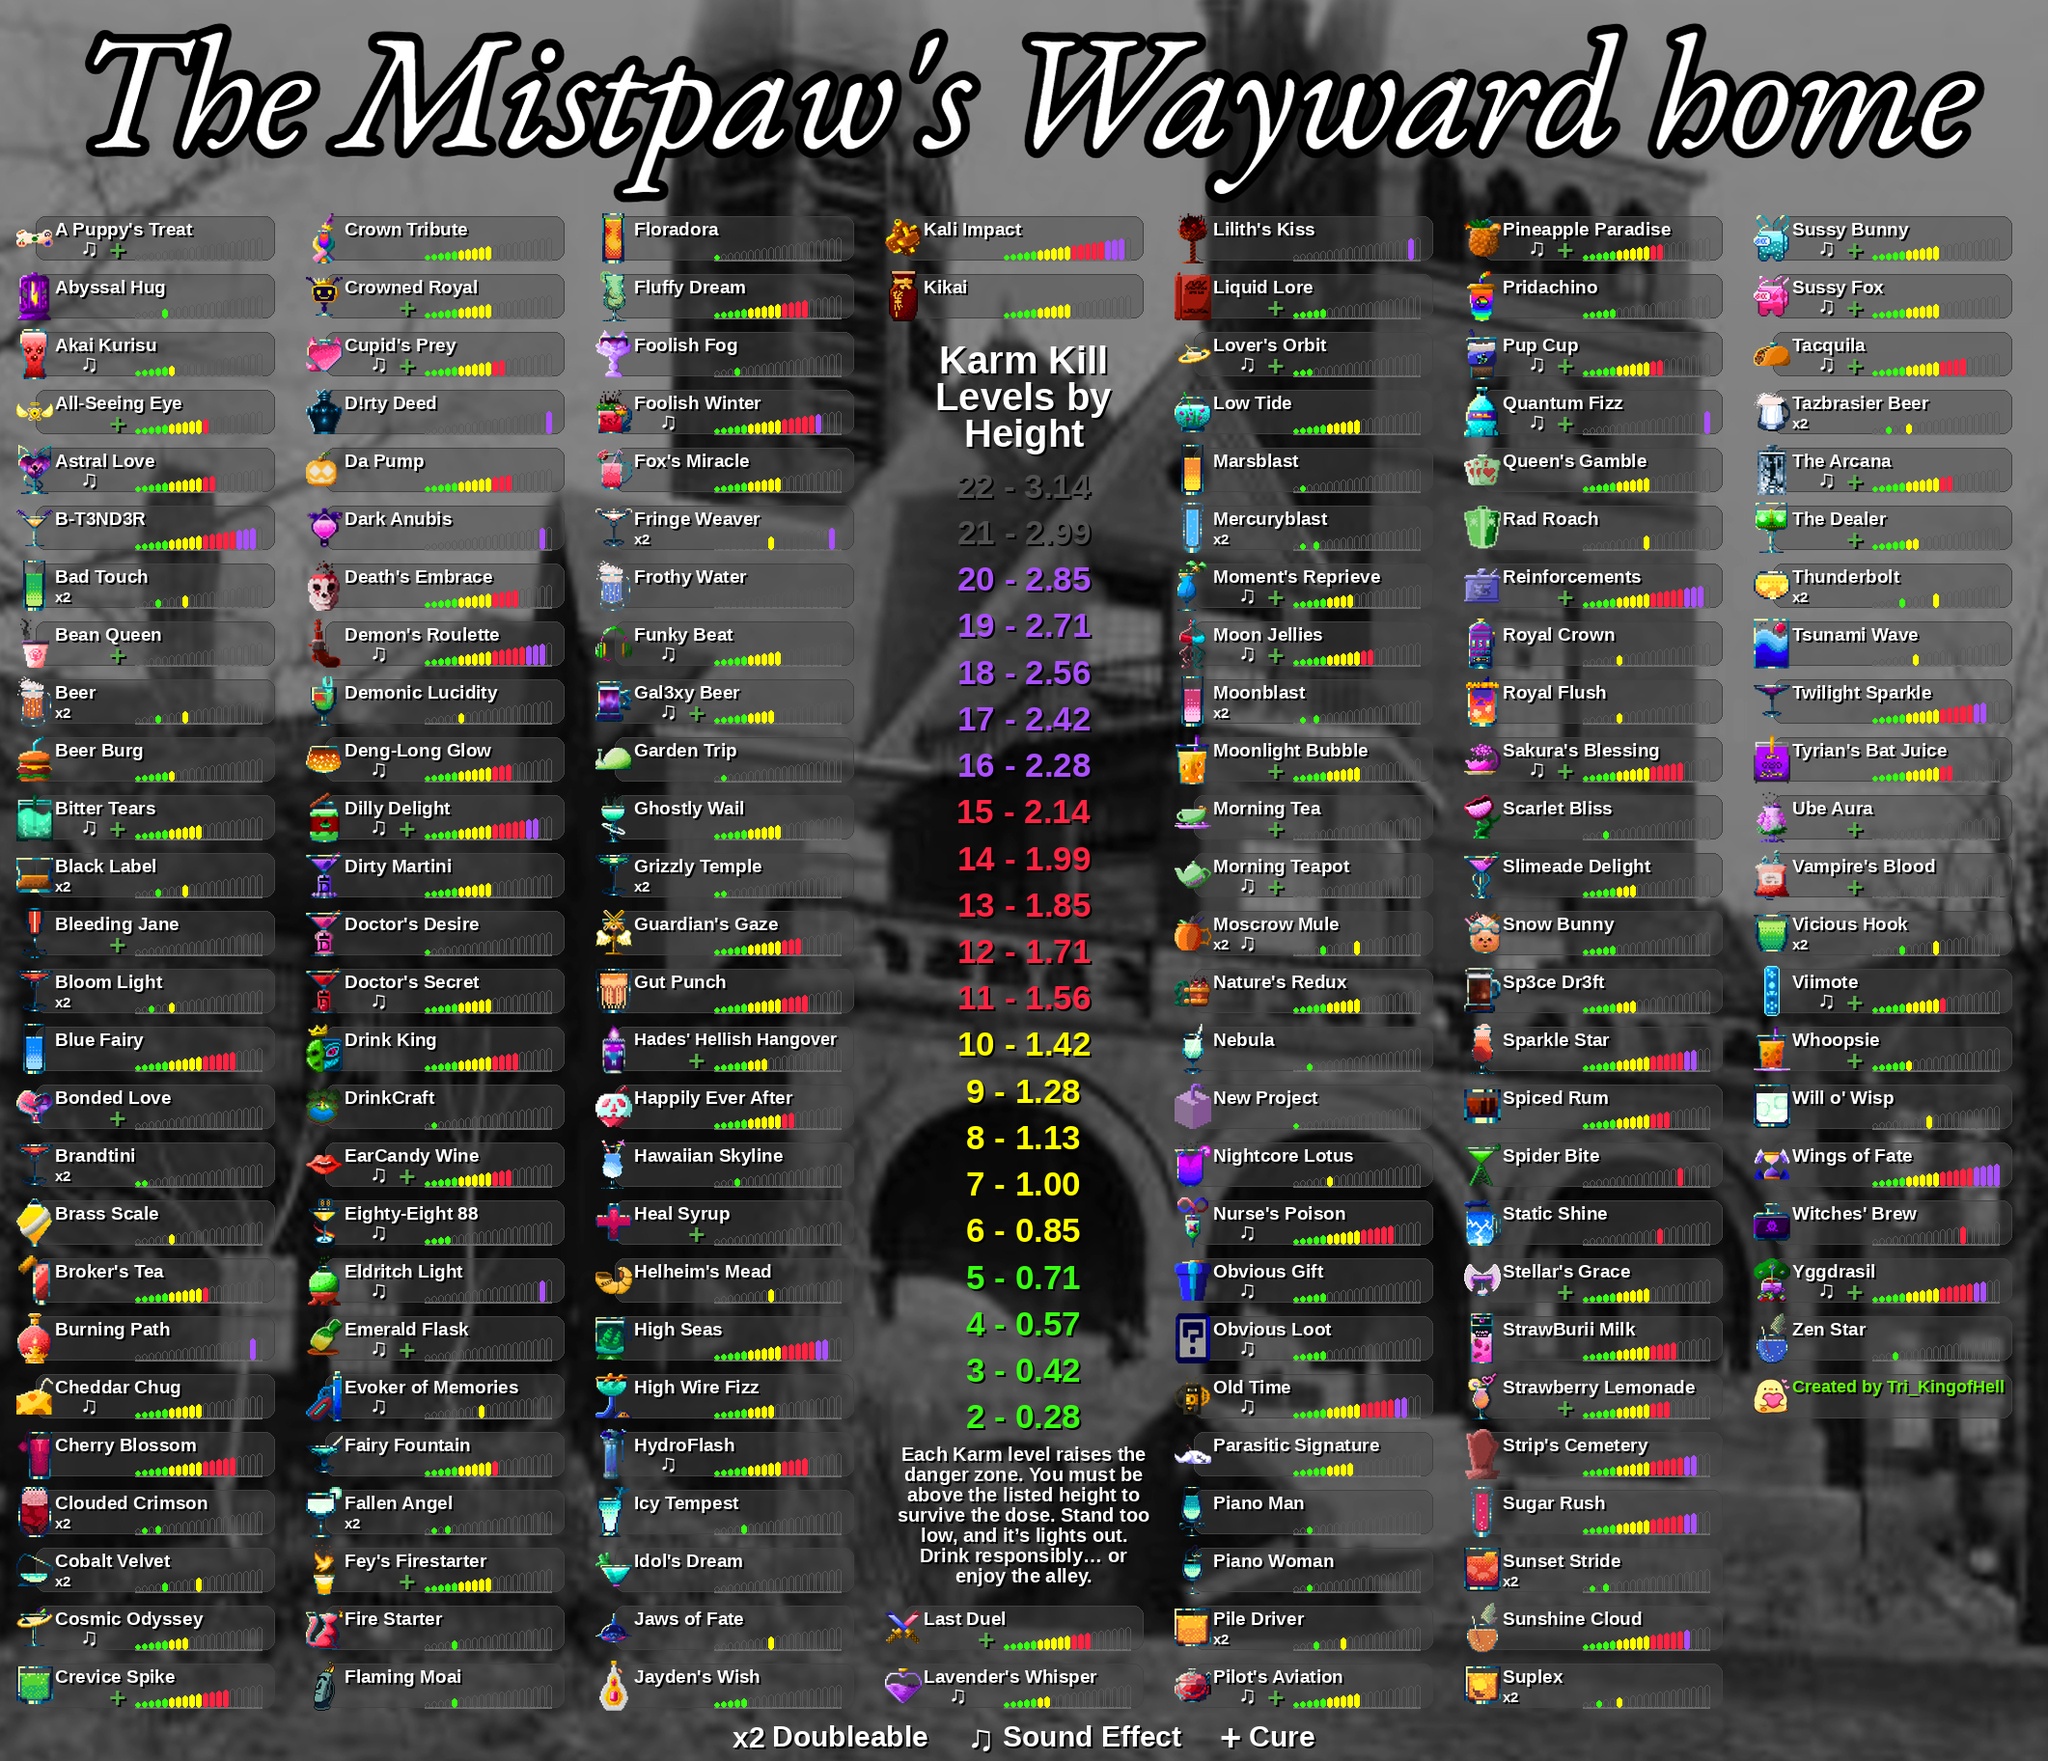 The Mistpaw's Wayward home
A Puppy's Treat
♫ +
Abyssal Hug
Akai Kurisu
♫
All-Seeing Eye
+
Astral Love
♫
B-T3ND3R
Bad Touch
x2
Bean Queen
+
Beer
x2
Beer Burg
Bitter Tears
♫ +
Black Label
x2
Bleeding Jane
+
Bloom Light
x2
Blue Fairy
Bonded Love
+
Brandtini
x2
Brass Scale
Broker's Tea
Burning Path
Cheddar Chug
♫
Cherry Blossom
Clouded Crimson
x2
Cobalt Velvet
x2
Cosmic Odyssey
♫
Crevice Spike
+
Crown Tribute
Crowned Royal
+
Cupid's Prey
♫ +
D!rty Deed
Da Pump
Dark Anubis
Death's Embrace
Demon's Roulette
♫
Demonic Lucidity
Deng-Long Glow
♫
Dilly Delight
♫ +
Dirty Martini
Doctor's Desire
Doctor's Secret
♫
Drink King
DrinkCraft
EarCandy Wine
♫ +
Eighty-Eight 88
♫
Eldritch Light
♫
Emerald Flask
♫ +
Evoker of Memories
♫
Fairy Fountain
Fallen Angel
x2
Fey's Firestarter
+
Fire Starter
Flaming Moai
Floradora
Fluffy Dream
Foolish Fog
Foolish Winter
♫
Fox's Miracle
Fringe Weaver
x2
Frothy Water
Funky Beat
♫
Gal3xy Beer
♫ +
Garden Trip
Ghostly Wail
Grizzly Temple
x2
Guardian's Gaze
Gut Punch
Hades' Hellish Hangover
+
Happily Ever After
Hawaiian Skyline
Heal Syrup
+
Helheim's Mead
High Seas
High Wire Fizz
HydroFlash
♫
Icy Tempest
Idol's Dream
Jaws of Fate
Jayden's Wish
Kali Impact
Kikai
Karm Kill
Levels by
Height
22 - 3.14
21 - 2.99
20 - 2.85
19 - 2.71
18 - 2.56
17 - 2.42
16 - 2.28
15 - 2.14
14 - 1.99
13 - 1.85
12 - 1.71
11 - 1.56
10 - 1.42
9 - 1.28
8 - 1.13
7 - 1.00
6 - 0.85
5 - 0.71
4 - 0.57
3 - 0.42
2 - 0.28
Each Karm level raises the
danger zone. You must be
above the listed height to
survive the dose. Stand too
low, and it's lights out.
Drink responsibly… or
enjoy the alley.
Last Duel
+
Lavender's Whisper
♫
Lilith's Kiss
Liquid Lore
+
Lover's Orbit
♫ +
Low Tide
Marsblast
Mercuryblast
x2
Moment's Reprieve
♫ +
Moon Jellies
♫ +
Moonblast
x2
Moonlight Bubble
+
Morning Tea
+
Morning Teapot
♫ +
Moscrow Mule
x2 ♫
Nature's Redux
Nebula
New Project
Nightcore Lotus
Nurse's Poison
♫
Obvious Gift
♫
Obvious Loot
♫
Old Time
♫
Parasitic Signature
Piano Man
Piano Woman
Pile Driver
x2
Pilot's Aviation
♫ +
Pineapple Paradise
♫ +
Pridachino
Pup Cup
♫ +
Quantum Fizz
♫ +
Queen's Gamble
Rad Roach
Reinforcements
+
Royal Crown
Royal Flush
Sakura's Blessing
♫ +
Scarlet Bliss
Slimeade Delight
Snow Bunny
Sp3ce Dr3ft
Sparkle Star
Spiced Rum
Spider Bite
Static Shine
Stellar's Grace
+
StrawBurii Milk
Strawberry Lemonade
+
Strip's Cemetery
Sugar Rush
Sunset Stride
x2
Sunshine Cloud
Suplex
x2
Sussy Bunny
♫ +
Sussy Fox
♫ +
Tacquila
♫ +
Tazbrasier Beer
x2
The Arcana
♫ +
The Dealer
+
Thunderbolt
x2
Tsunami Wave
Twilight Sparkle
Tyrian's Bat Juice
Ube Aura
+
Vampire's Blood
+
Vicious Hook
x2
Viimote
♫ +
Whoopsie
+
Will o' Wisp
Wings of Fate
Witches' Brew
Yggdrasil
♫ +
Zen Star
Created by Tri_KingofHell
x2 Doubleable ♫ Sound Effect + Cure